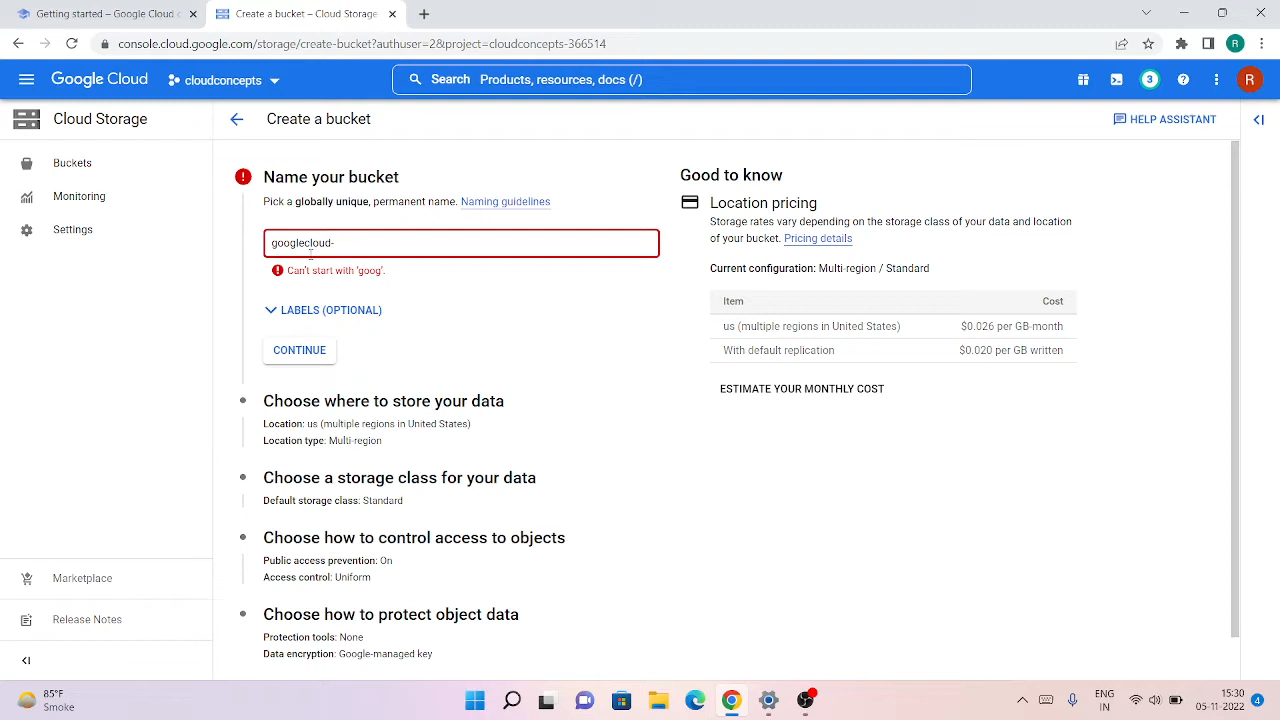 Getting started – Google Cloud c
Create a bucket – Cloud Storage
console.cloud.google.com/storage/create-bucket?authuser=2&project=cloudconcepts-366514
R
Google Cloud
cloudconcepts
Search Products, resources, docs (/)
3
R
Cloud Storage
Create a bucket
HELP ASSISTANT
Buckets
Monitoring
Settings
Name your bucket
Pick a globally unique, permanent name. Naming guidelines
googlecloud-
Can't start with 'goog'.
LABELS (OPTIONAL)
CONTINUE
Choose where to store your data
Location: us (multiple regions in United States)
Location type: Multi-region
Choose a storage class for your data
Default storage class: Standard
Choose how to control access to objects
Public access prevention: On
Access control: Uniform
Choose how to protect object data
Protection tools: None
Data encryption: Google-managed key
Good to know
Location pricing
Storage rates vary depending on the storage class of your data and location
of your bucket. Pricing details
Current configuration: Multi-region / Standard
Item Cost
us (multiple regions in United States) $0.026 per GB-month
With default replication $0.020 per GB written
ESTIMATE YOUR MONTHLY COST
Marketplace
Release Notes
85°F
Smoke
ENG
IN
15:30
05-11-2022
4